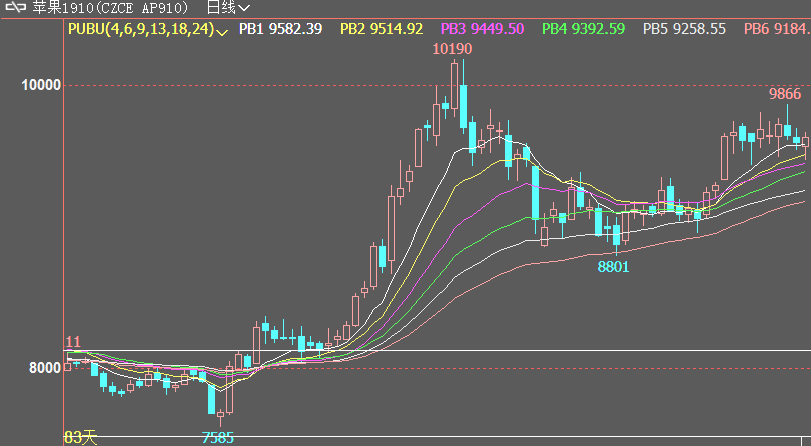 苹果1910(CZCE AP910) 日线
PUBU(4,6,9,13,18,24) PB1 9582.39 PB2 9514.92 PB3 9449.50 PB4 9392.59 PB5 9258.55 PB6 9184.
10190
10000
9866
8801
11
8000
83天
7585